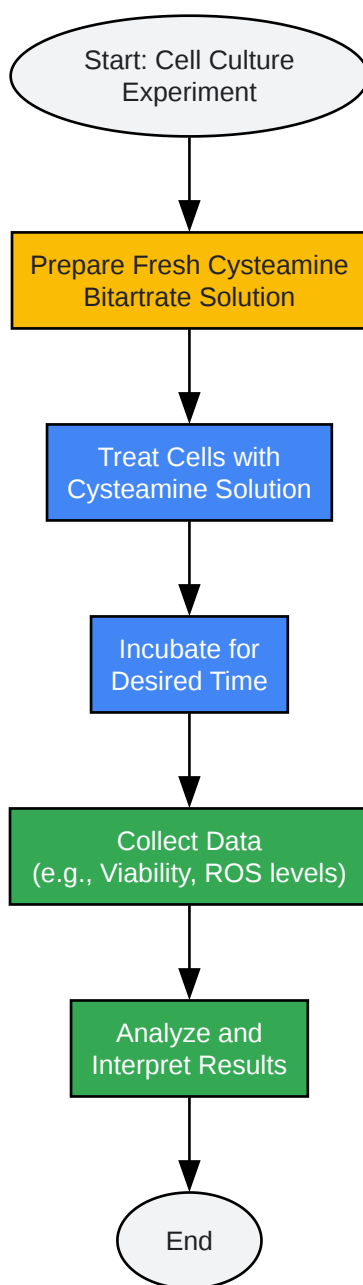 Start: Cell Culture
Experiment
Prepare Fresh Cysteamine
Bitartrate Solution
Treat Cells with
Cysteamine Solution
Incubate for
Desired Time
Collect Data
(e.g., Viability, ROS levels)
Analyze and
Interpret Results
End